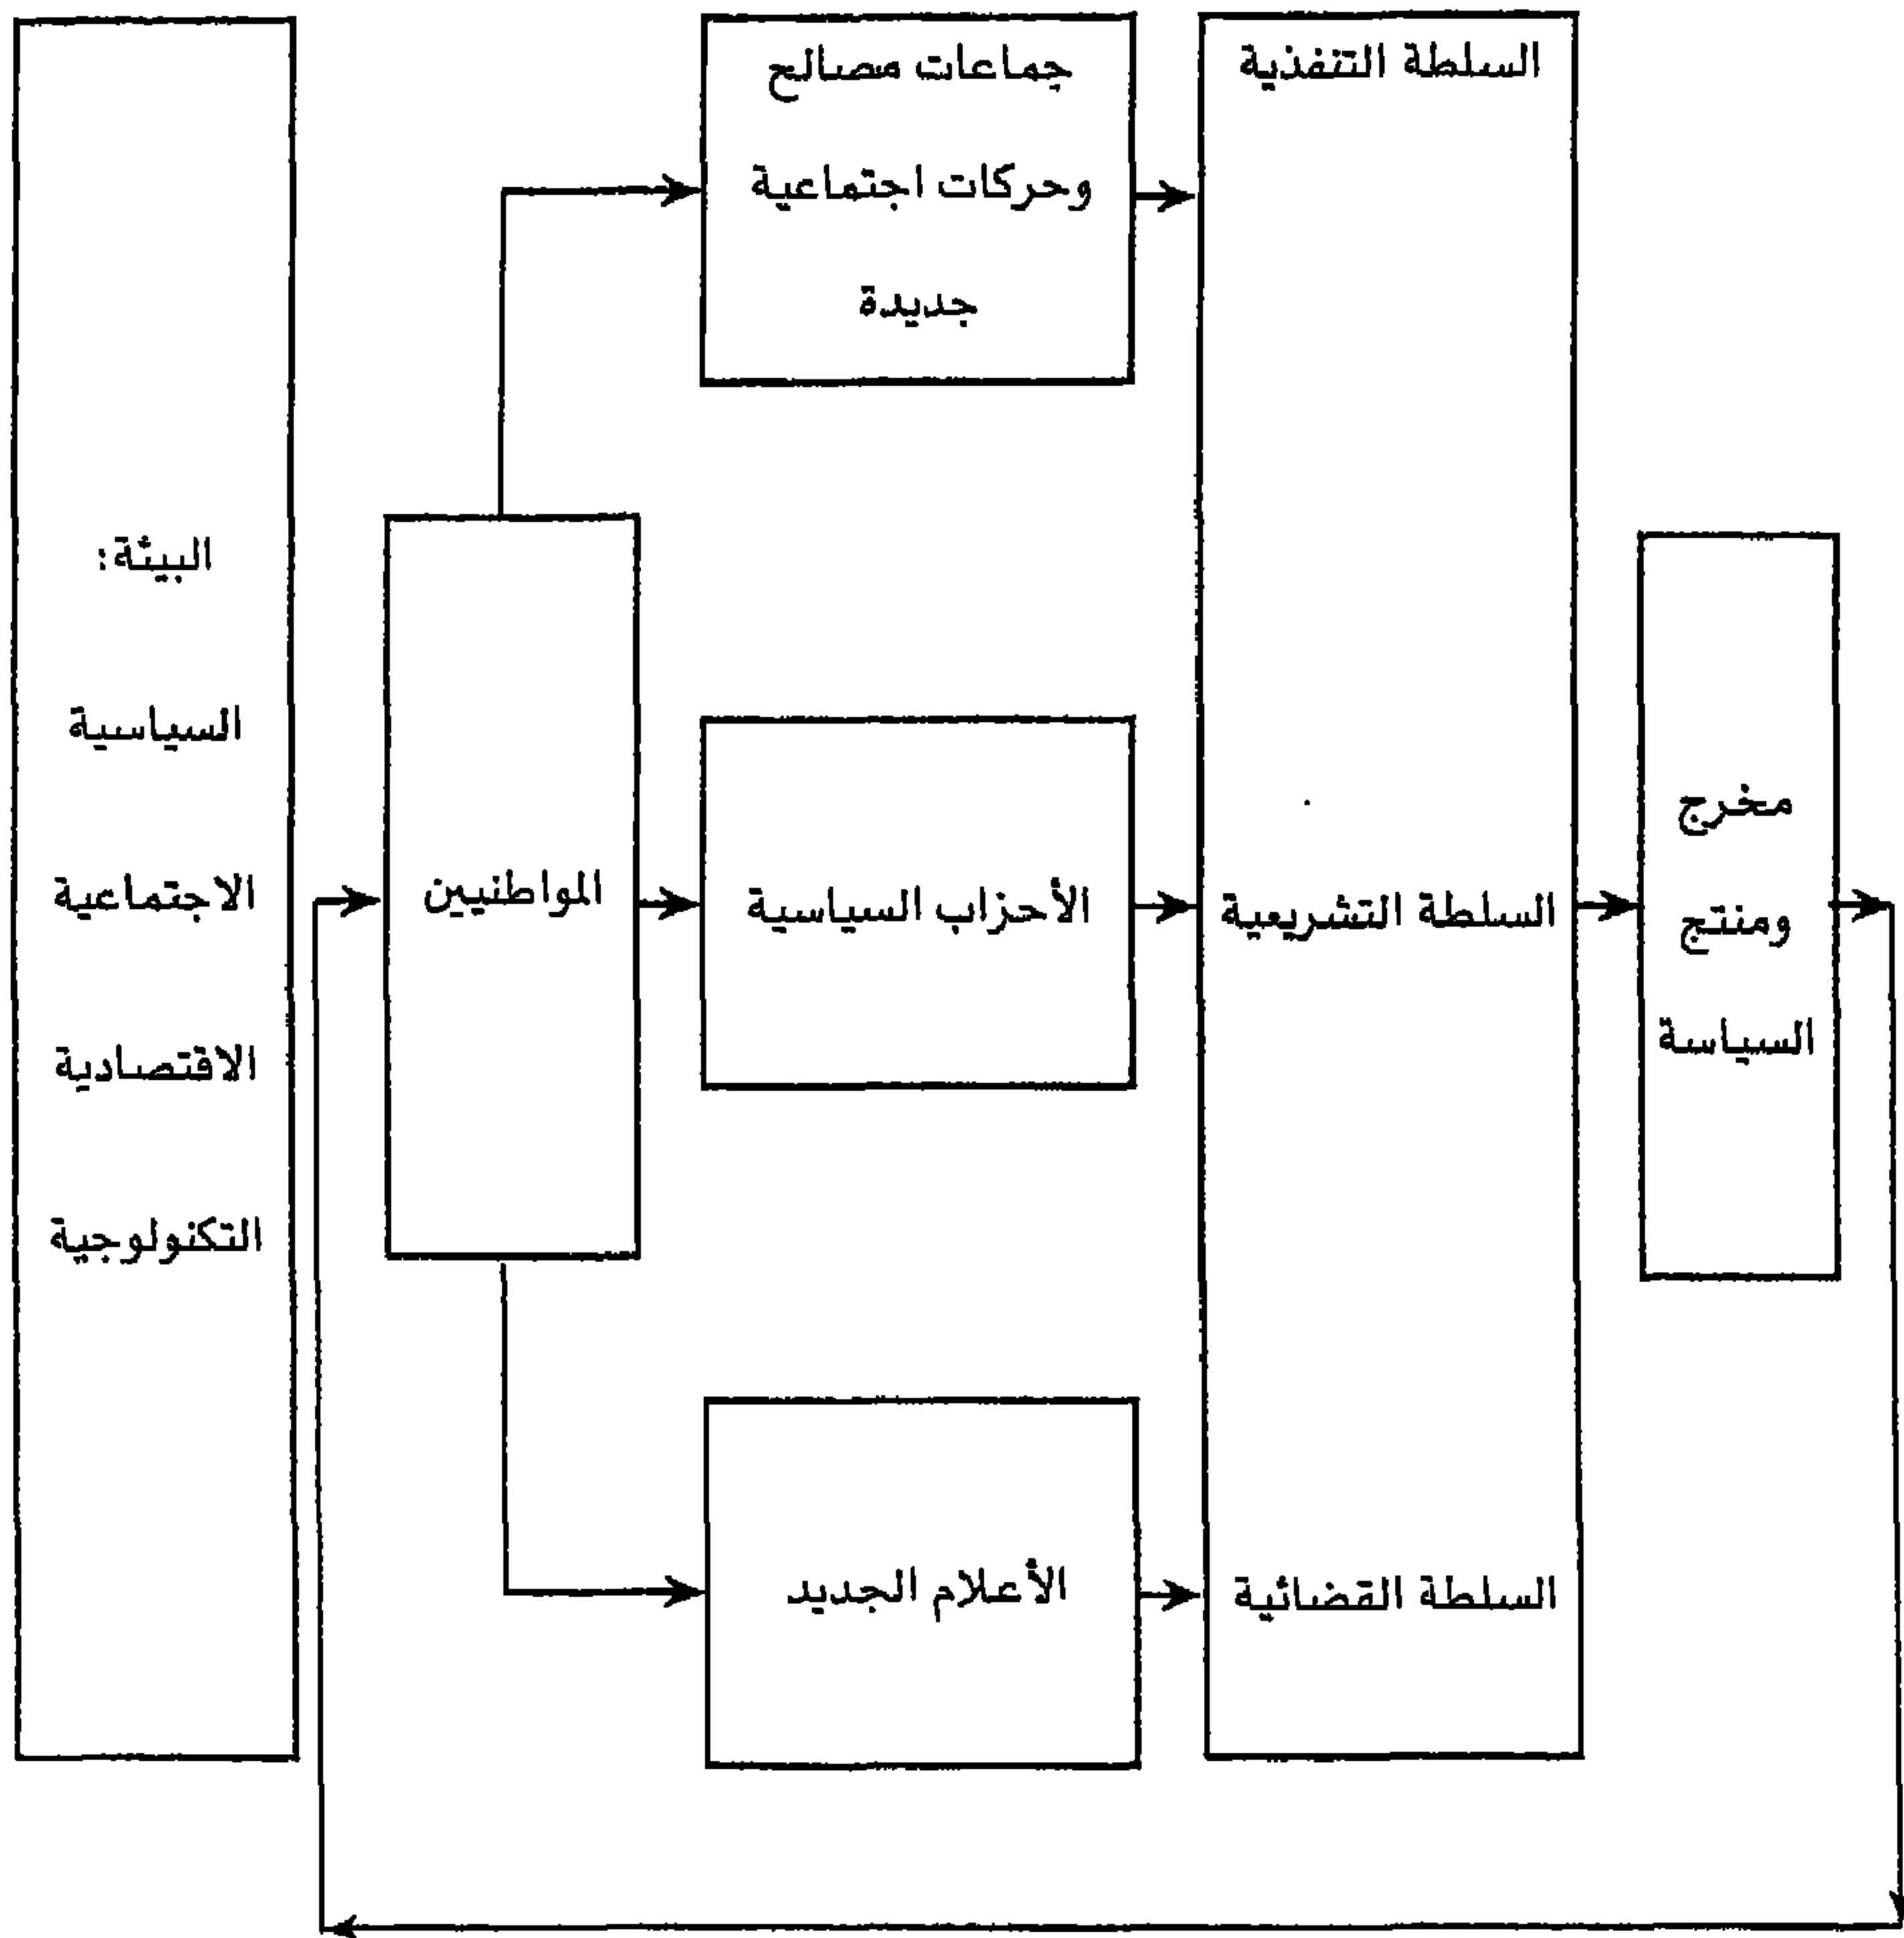 البيئة:
السياسية
الاجتماعية
الاقتصادية
التكنولوجية
المواطنيين
جماعات مصالح
وحركات اجتماعية
جديدة
الأحزاب السياسية
الأعلام الجديد
السلطة التنفذية
السلطة التشريعية
السلطة القضائية
مخرج
ومنتج
السياسة